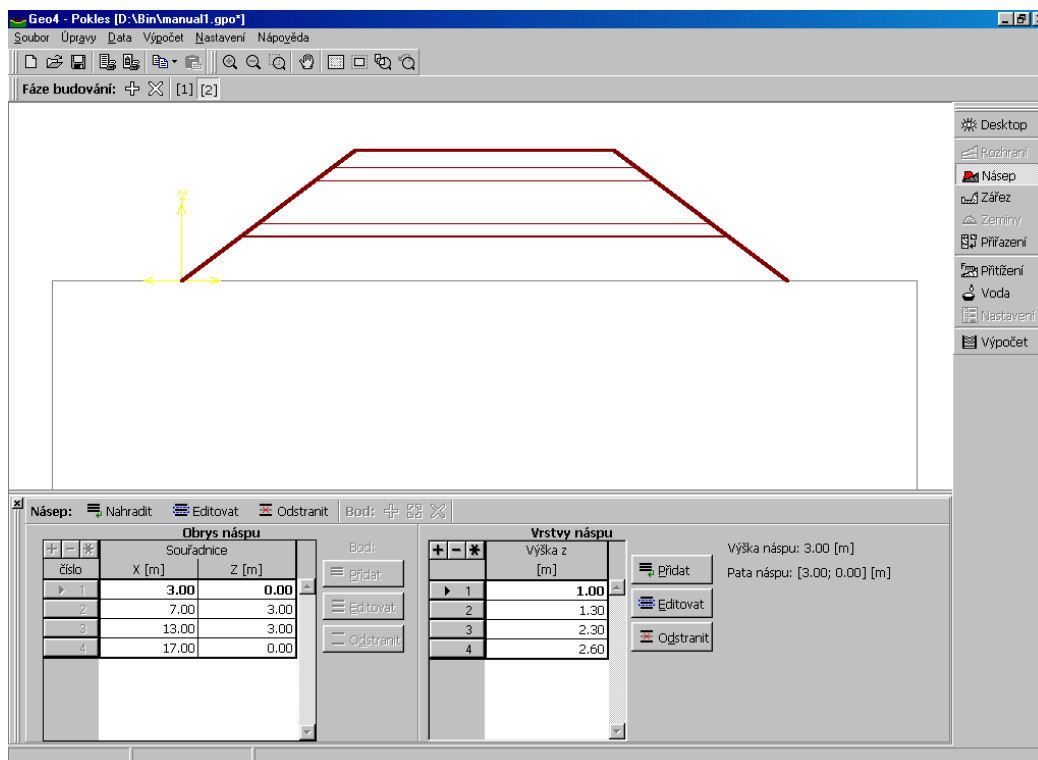 Geo4 - Pokles [D:\Bin\manual1.gpo*]
Soubor Úpravy Data Výpočet Nastavení Nápověda
Fáze budování: [1] [2]
+z
Desktop
Rozhraní
Násep
Zářez
Zeminy
Přiřazení
Přitížení
Voda
Nastavení
Výpočet
Násep: Nahradit Editovat Odstranit Bod:
Obrys náspu
číslo Souřadnice
X [m] Z [m]
1 3.00 0.00
2 7.00 3.00
3 13.00 3.00
4 17.00 0.00
Bod:
Přidat
Editovat
Odstranit
Vrstvy náspu
Výška z
[m]
1 1.00
2 1.30
3 2.30
4 2.60
Přidat
Editovat
Odstranit
Výška náspu: 3.00 [m]
Pata náspu: [3.00; 0.00] [m]